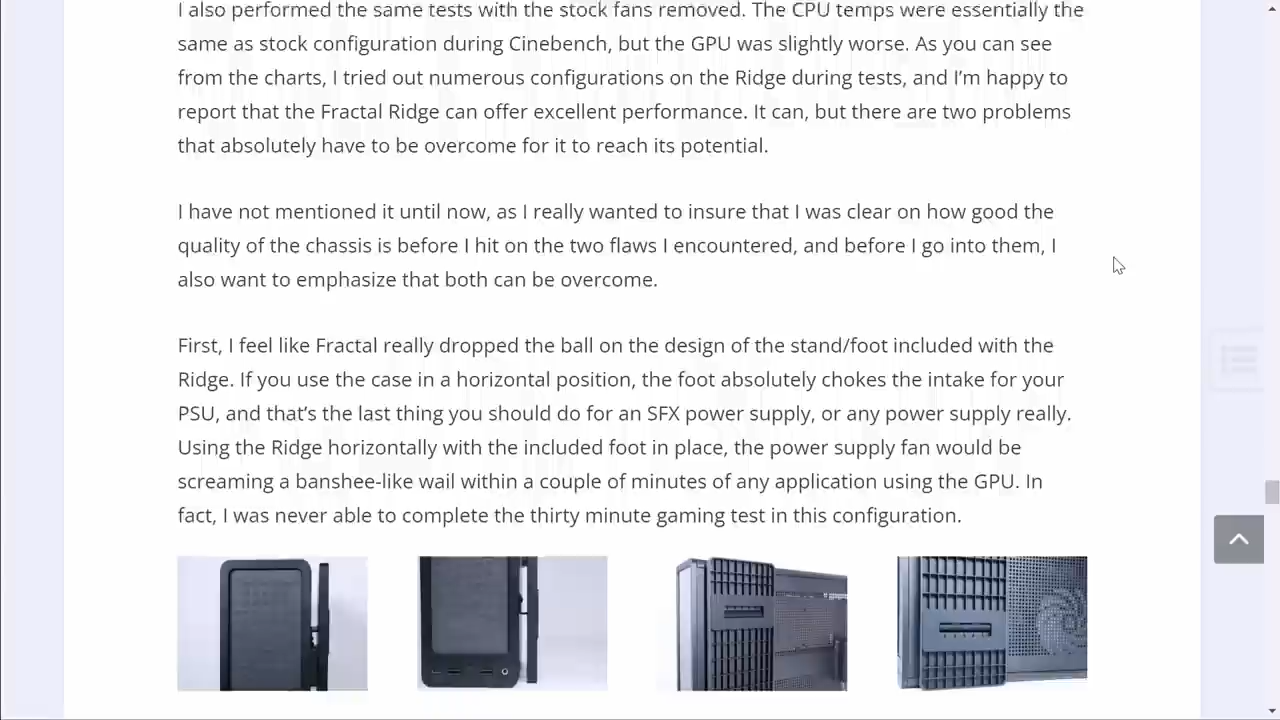 I also performed the same tests with the stock fans removed. The CPU temps were essentially the
same as stock configuration during Cinebench, but the GPU was slightly worse. As you can see
from the charts, I tried out numerous configurations on the Ridge during tests, and I’m happy to
report that the Fractal Ridge can offer excellent performance. It can, but there are two problems
that absolutely have to be overcome for it to reach its potential.
I have not mentioned it until now, as I really wanted to insure that I was clear on how good the
quality of the chassis is before I hit on the two flaws I encountered, and before I go into them, I
also want to emphasize that both can be overcome.
First, I feel like Fractal really dropped the ball on the design of the stand/foot included with the
Ridge. If you use the case in a horizontal position, the foot absolutely chokes the intake for your
PSU, and that’s the last thing you should do for an SFX power supply, or any power supply really.
Using the Ridge horizontally with the included foot in place, the power supply fan would be
screaming a banshee-like wail within a couple of minutes of any application using the GPU. In
fact, I was never able to complete the thirty minute gaming test in this configuration.